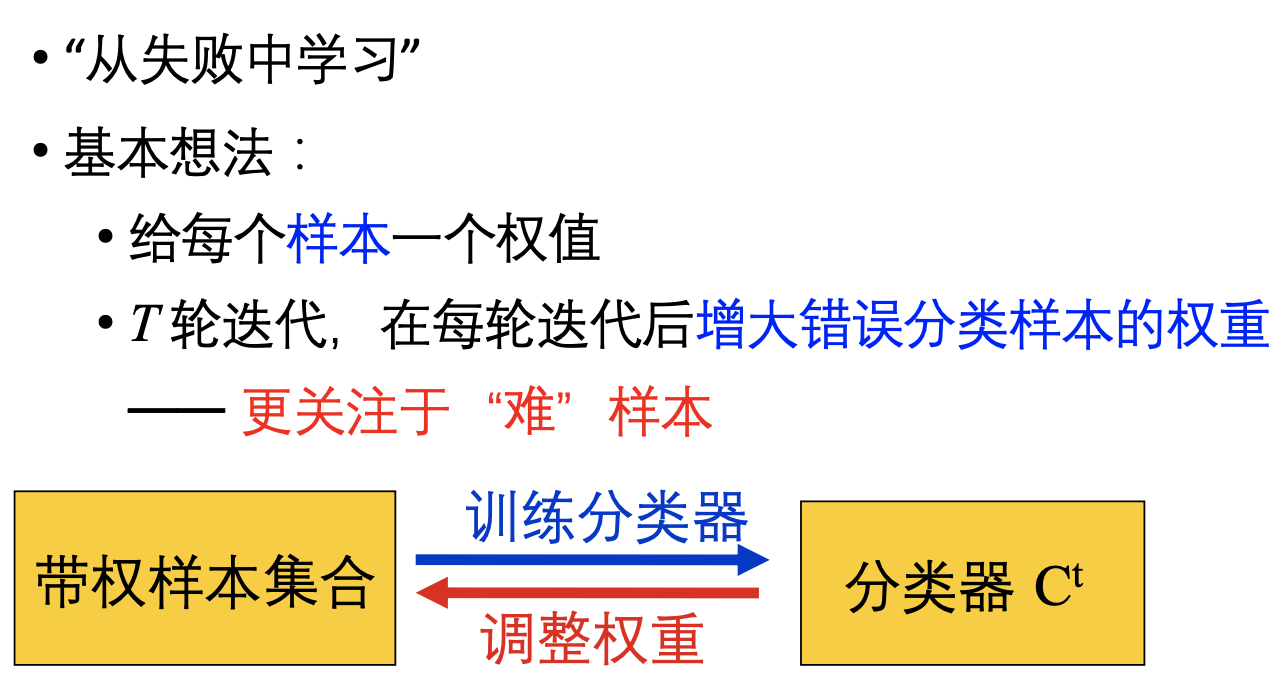 • “从失败中学习”
• 基本想法：
• 给每个样本一个权值
• T 轮迭代，在每轮迭代后增大错误分类样本的权重
—— 更关注于 “难” 样本
训练分类器
带权样本集合
分类器 Cᵗ
调整权重